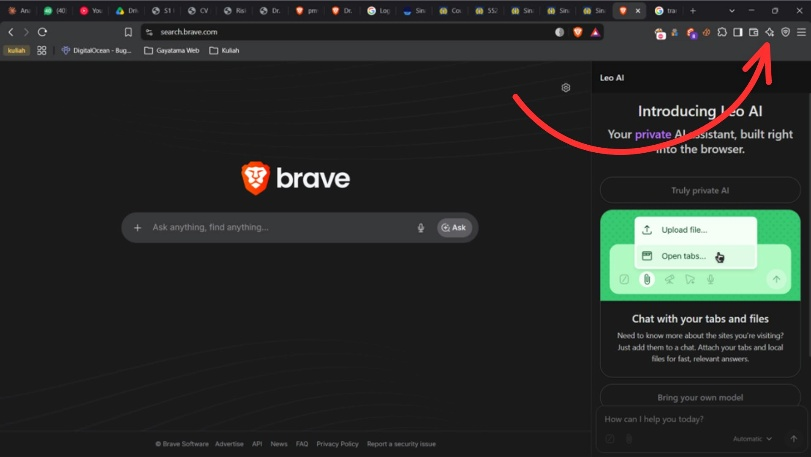 An
(40
You
Dri
S1
CV
Ris
Dr.
pm
Dr.
Log
Sin
Co
SS
Sin
Sin
Sin
tra
search.brave.com
kuliah
DigitalOcean - Bug...
Gayatama Web
Kuliah
Leo AI
Introducing Leo AI
Your private AI assistant, built right
into the browser.
Truly private AI
brave
Ask anything, find anything...
Ask
Upload file...
Open tabs...
Chat with your tabs and files
Need to know more about the sites you're visiting?
Just add them to a chat. Attach your tabs and local
files for fast, relevant answers.
Bring your own model
How can I help you today?
Automatic
© Brave Software Advertise API News FAQ Privacy Policy Report a security issue